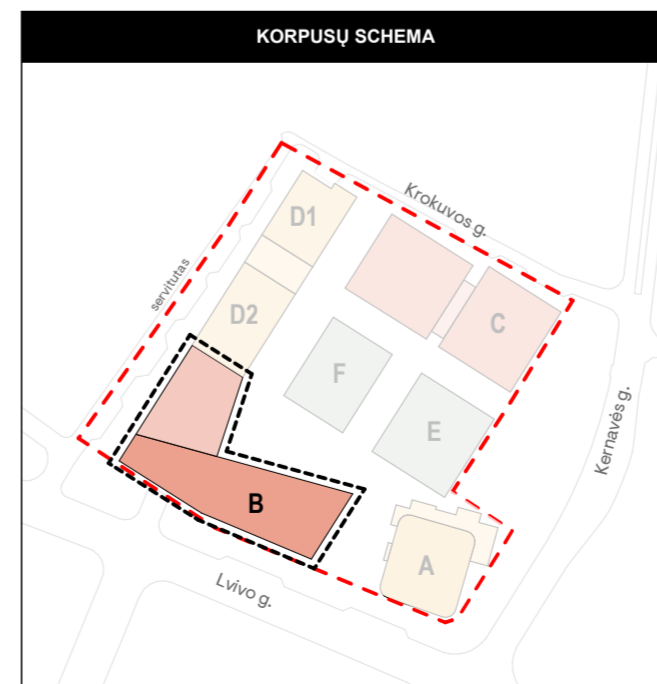 KORPUSŲ SCHEMA
Krokuvos g.
D1
servitutas
C
D2
F
Kernavės g.
E
B
A
Lvivo g.